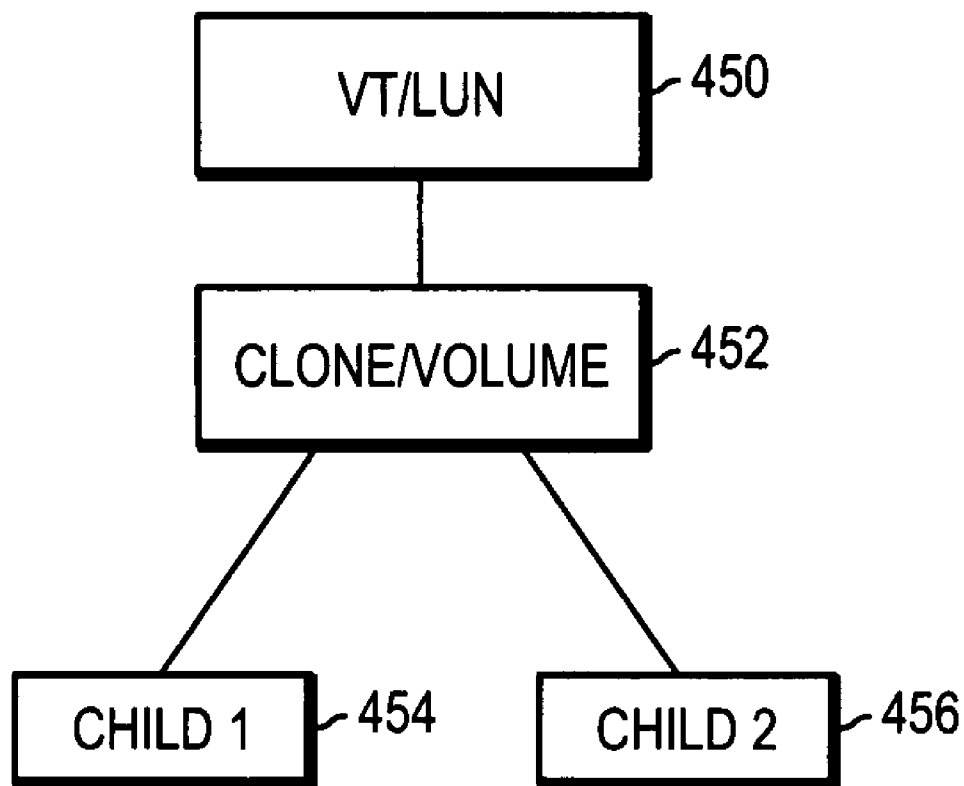 VT/LUN
450
CLONE/VOLUME
452
CHILD 1
454
CHILD 2
456